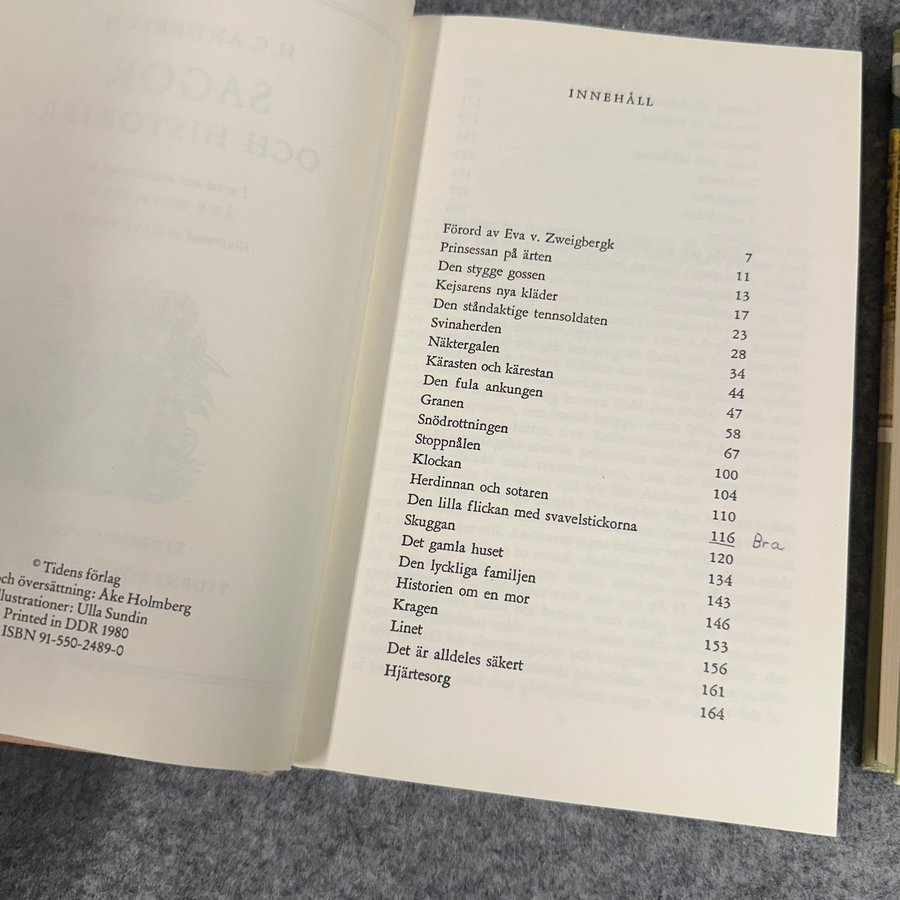 © Tidens förlag
och översättning: Åke Holmberg
llustrationer: Ulla Sundin
Printed in DDR 1980
ISBN 91-550-2489-0
INNEHÅLL
Förord av Eva v. Zweigbergk 7
Prinsessan på ärten 11
Den stygge gossen 13
Kejsarens nya kläder 17
Den ståndaktige tennsoldaten 23
Svinaherden 28
Näktergalen 34
Kärasten och kärestan 44
Den fula ankungen 47
Granen 58
Snödrottningen 67
Stoppnålen 100
Klockan 104
Herdinnan och sotaren 110
Den lilla flickan med svavelstickorna 116 Bra
Skuggan 120
Det gamla huset 134
Den lyckliga familjen 143
Historien om en mor 146
Kragen 153
Linet 156
Det är alldeles säkert 161
Hjärtesorg 164